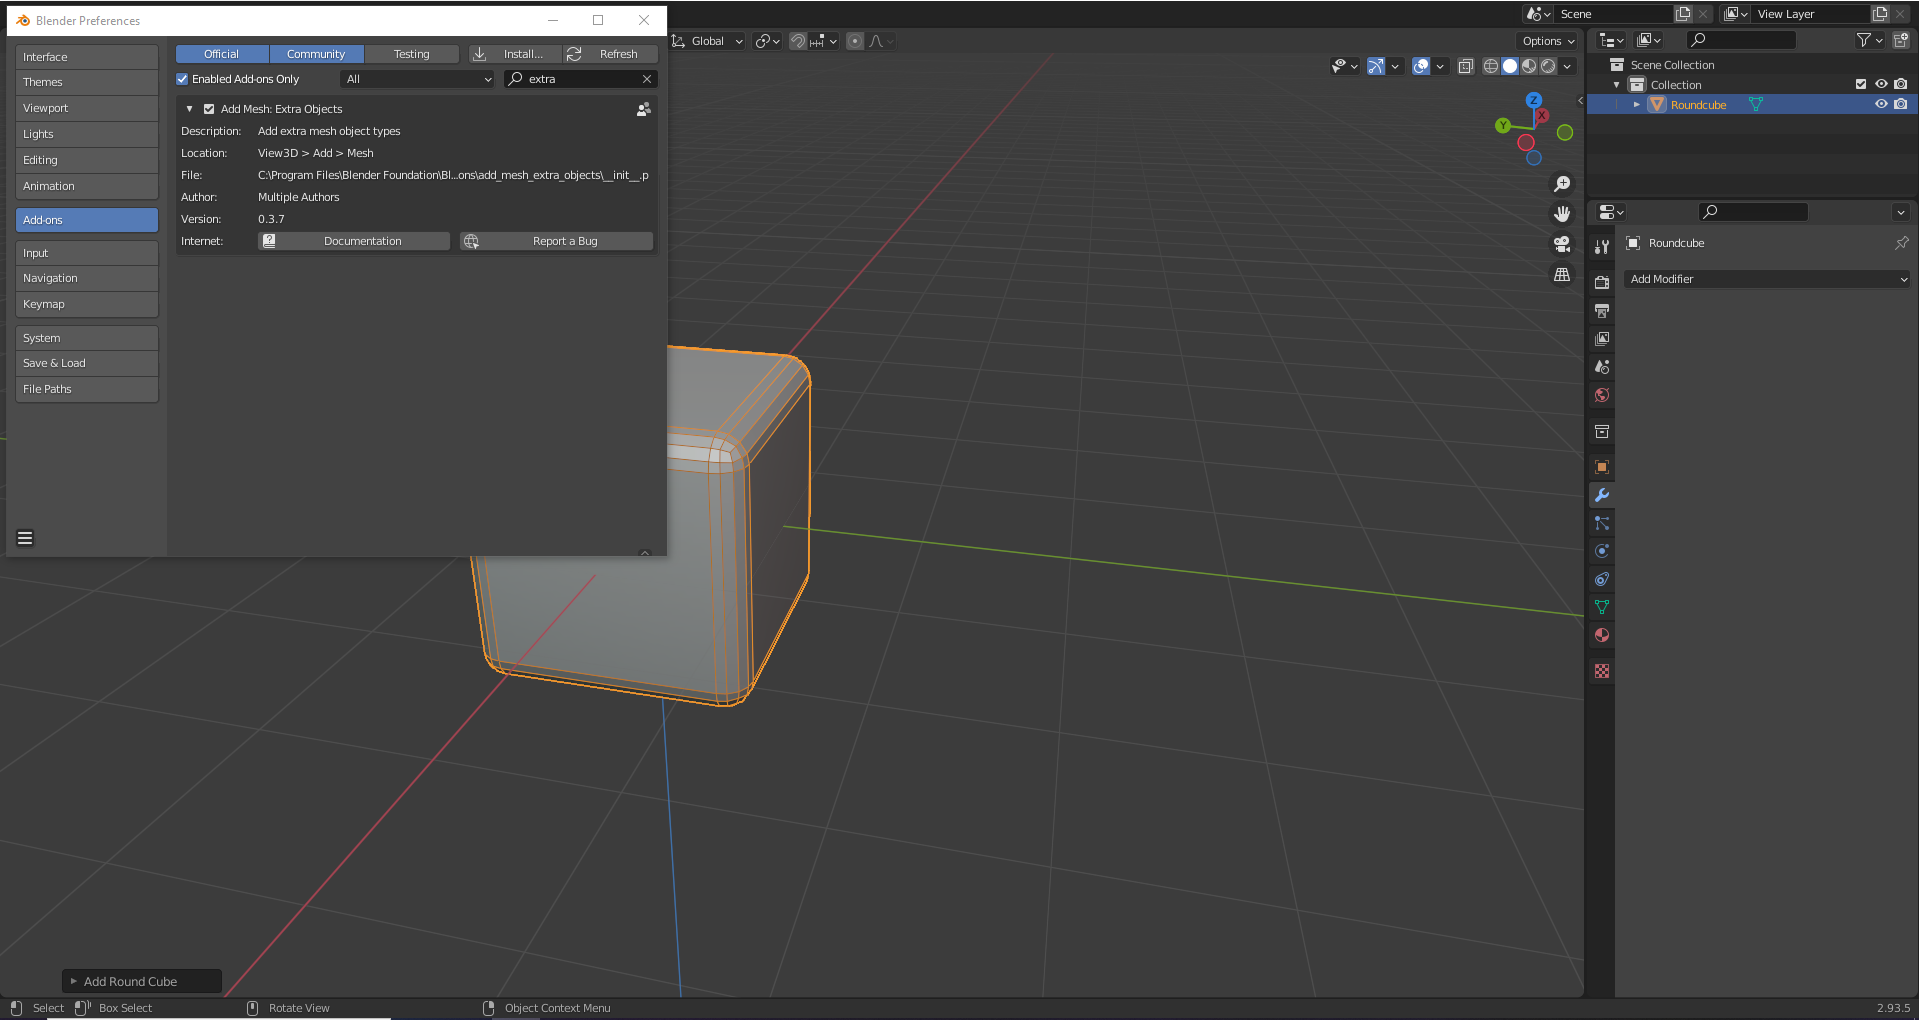 Blender Preferences
Interface
Themes
Viewport
Lights
Editing
Animation
Add-ons
Input
Navigation
Keymap
System
Save & Load
File Paths
Official Community Testing Install... Refresh
Enabled Add-ons Only All extra
Add Mesh: Extra Objects
Description: Add extra mesh object types
Location: View3D > Add > Mesh
File: C:\Program Files\Blender Foundation\Bl...ons\add_mesh_extra_objects\__init__.p
Author: Multiple Authors
Version: 0.3.7
Internet: Documentation Report a Bug
Global
Options
Z
X
Y
Scene View Layer
Scene Collection
Collection
Roundcube
Roundcube
Add Modifier
Add Round Cube
Select Box Select Rotate View Object Context Menu 2.93.5